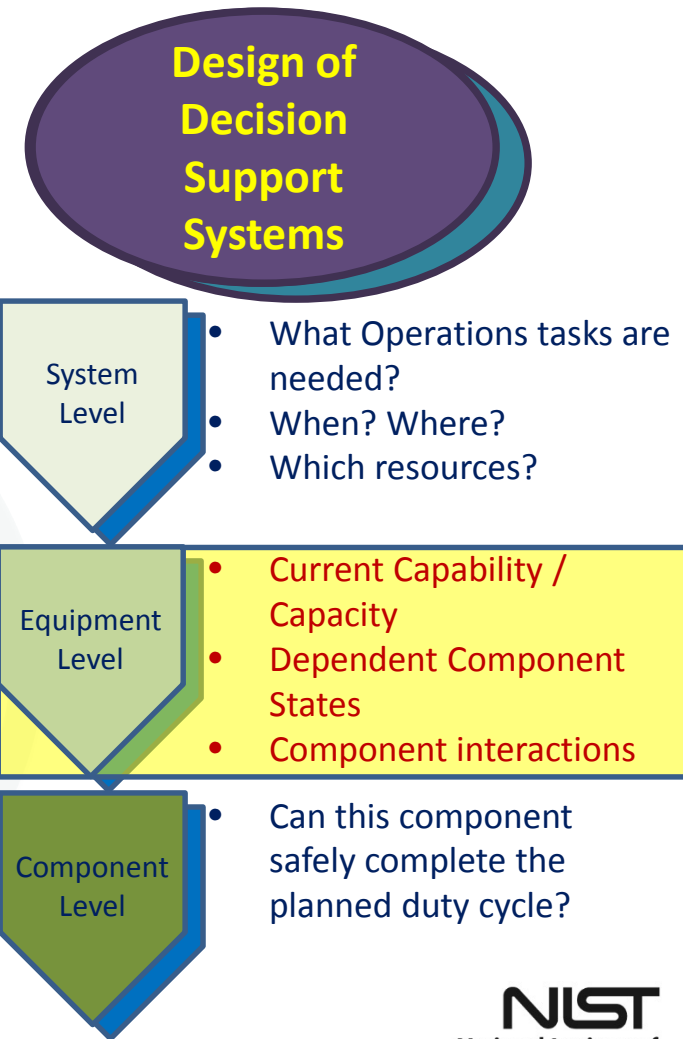 Design of
Decision
Support
Systems
System
Level
• What Operations tasks are
needed?
• When? Where?
• Which resources?
Equipment
Level
• Current Capability /
Capacity
• Dependent Component
States
• Component interactions
Component
Level
• Can this component
safely complete the
planned duty cycle?
NIST